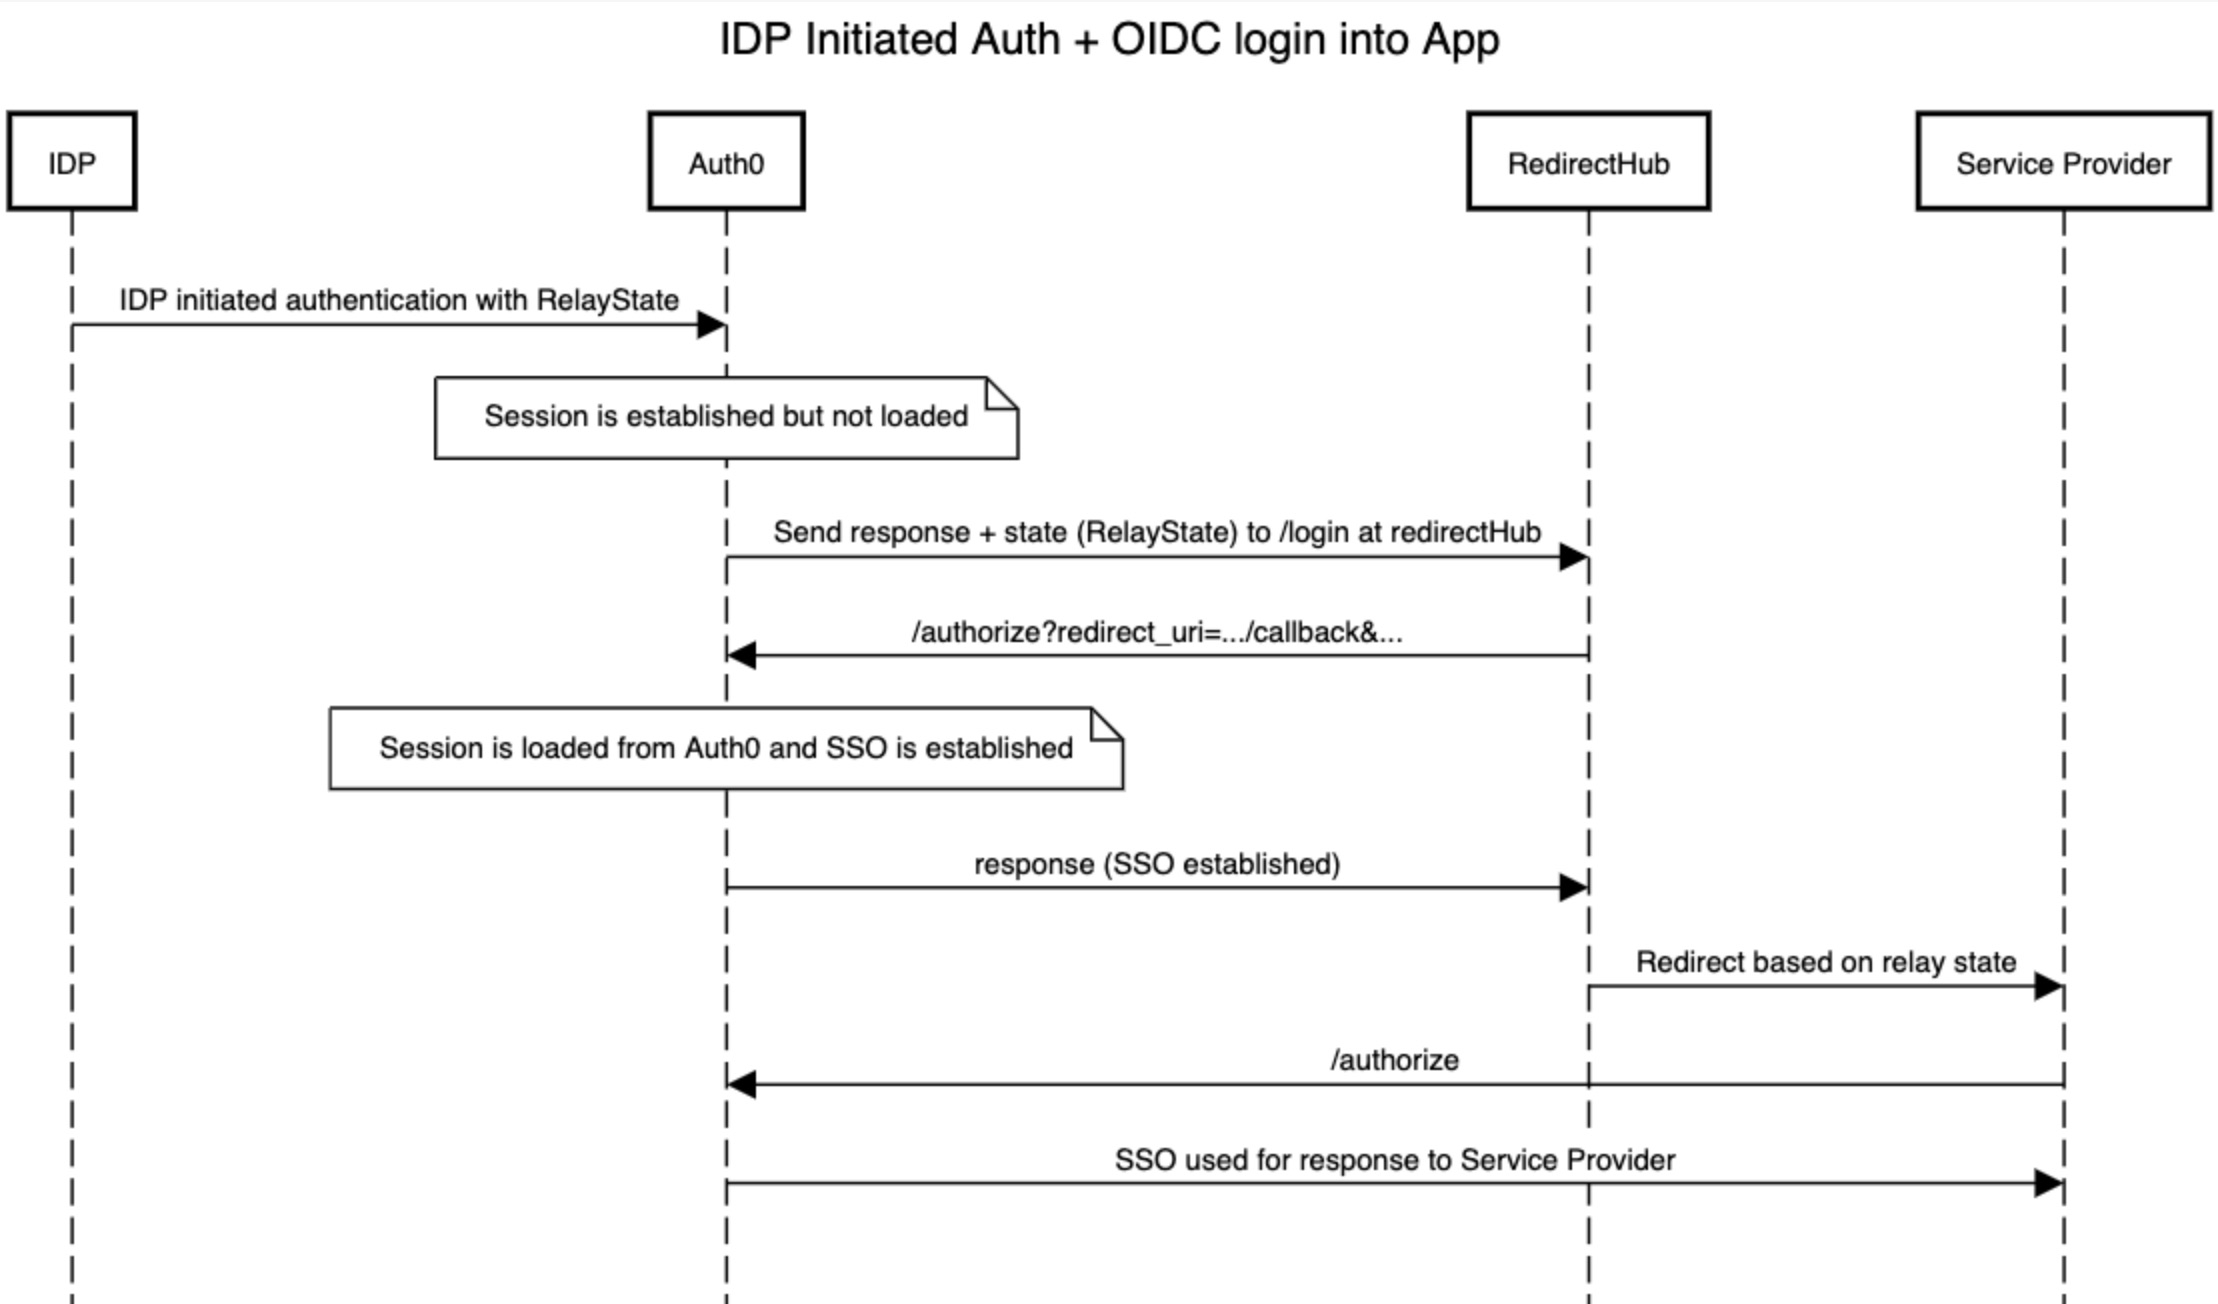 IDP Initiated Auth + OIDC login into App
IDP
Auth0
RedirectHub
Service Provider
IDP initiated authentication with RelayState
Session is established but not loaded
Send response + state (RelayState) to /login at redirectHub
/authorize?redirect_uri=.../callback&...
Session is loaded from Auth0 and SSO is established
response (SSO established)
Redirect based on relay state
/authorize
SSO used for response to Service Provider